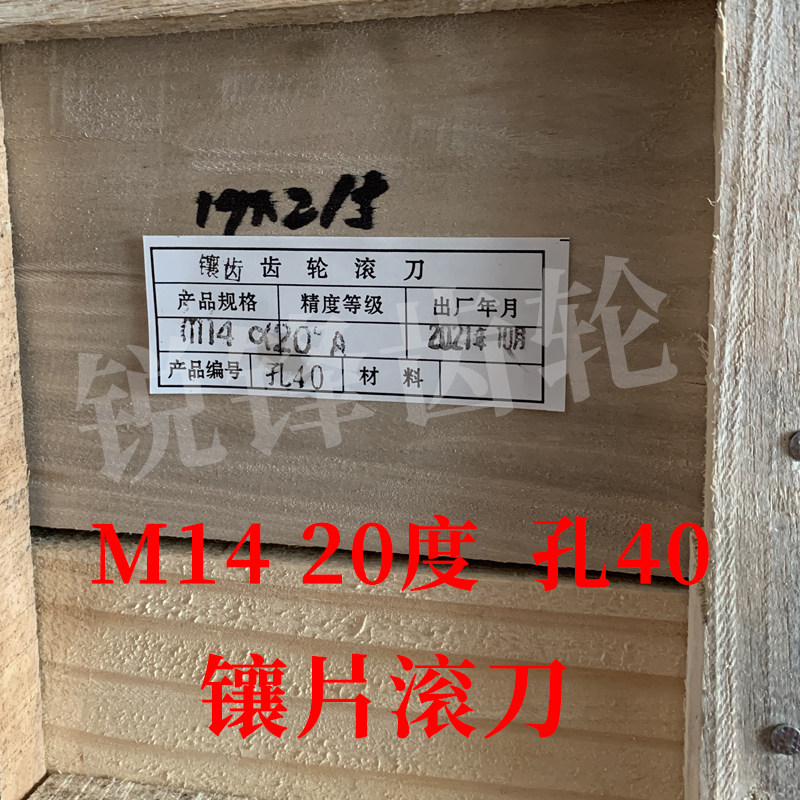 镶齿 齿轮滚刀
产品规格 精度等级 出厂年月
m14 α20° A 2021年10月
产品编号 孔40 材料
锐锋齿轮
M14 20度 孔40
镶片滚刀